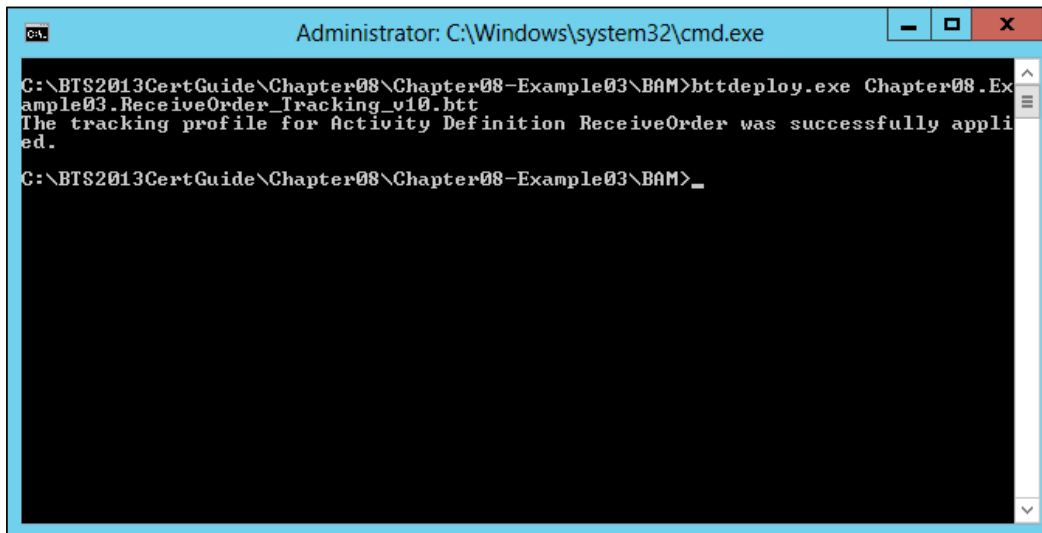 C:\.
Administrator: C:\Windows\system32\cmd.exe
C:\BTS2013CertGuide\Chapter08\Chapter08-Example03\BAM>bttdeploy.exe Chapter08.Ex
ample03.ReceiveOrder_Tracking_v10.btt
The tracking profile for Activity Definition ReceiveOrder was successfully appli
ed.
C:\BTS2013CertGuide\Chapter08\Chapter08-Example03\BAM>_